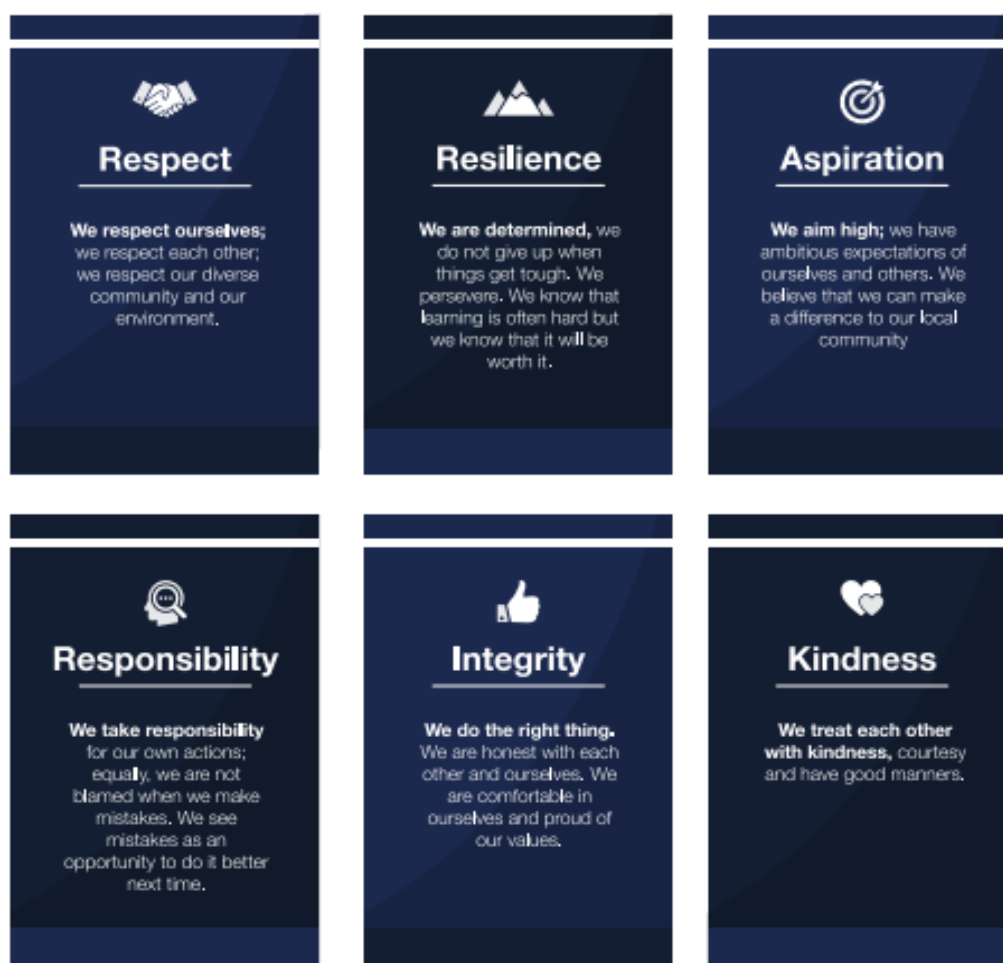 Respect
We respect ourselves;
we respect each other;
we respect our diverse
community and our
environment.
Resilience
We are determined, we
do not give up when
things get tough. We
persevere. We know that
learning is often hard but
we know that it will be
worth it.
Aspiration
We aim high; we have
ambitious expectations of
ourselves and others. We
believe that we can make
a difference to our local
community
Responsibility
We take responsibility
for our own actions;
equally, we are not
blamed when we make
mistakes. We see
mistakes as an
opportunity to do it better
next time.
Integrity
We do the right thing.
We are honest with each
other and ourselves. We
are comfortable in
ourselves and proud of
our values.
Kindness
We treat each other
with kindness, courtesy
and have good manners.